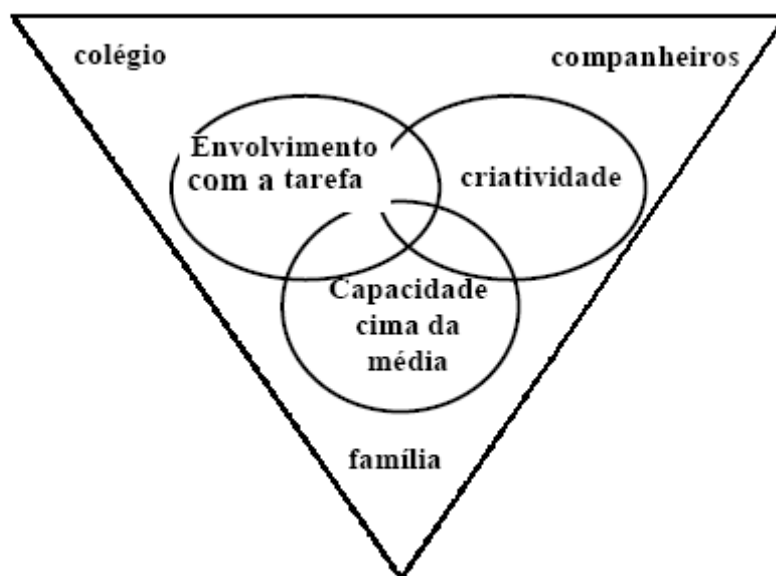 colégio
companheiros
Envolvimento
com a tarefa
criatividade
Capacidade
cima da
média
família